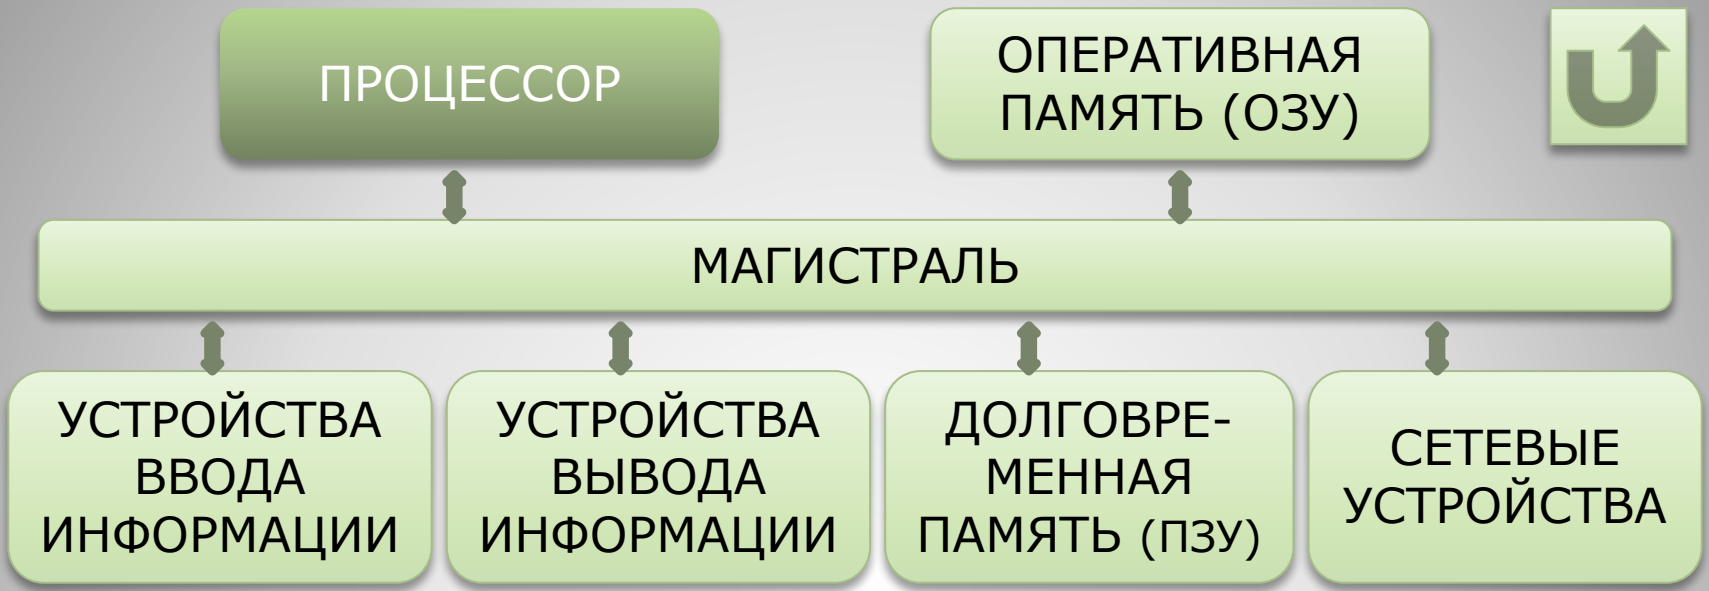 ПРОЦЕССОР
ОПЕРАТИВНАЯ
ПАМЯТЬ (ОЗУ)
МАГИСТРАЛЬ
УСТРОЙСТВА
ВВОДА
ИНФОРМАЦИИ
УСТРОЙСТВА
ВЫВОДА
ИНФОРМАЦИИ
ДОЛГОВРЕ-
МЕННАЯ
ПАМЯТЬ (ПЗУ)
СЕТЕВЫЕ
УСТРОЙСТВА